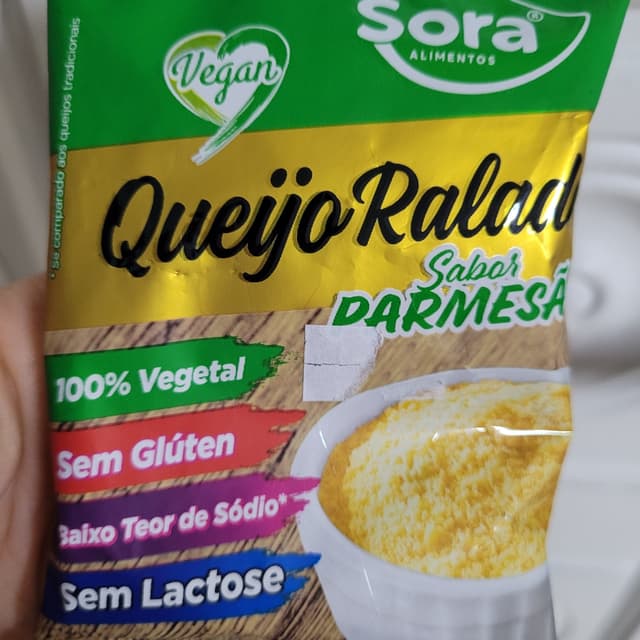 Sora®
ALIMENTOS
Vegan
*Se comparado aos queijos tradicionais
Queijo Ralad
Sabor
PARMESÃ
100% Vegetal
Sem Glúten
Baixo Teor de Sódio*
Sem Lactose